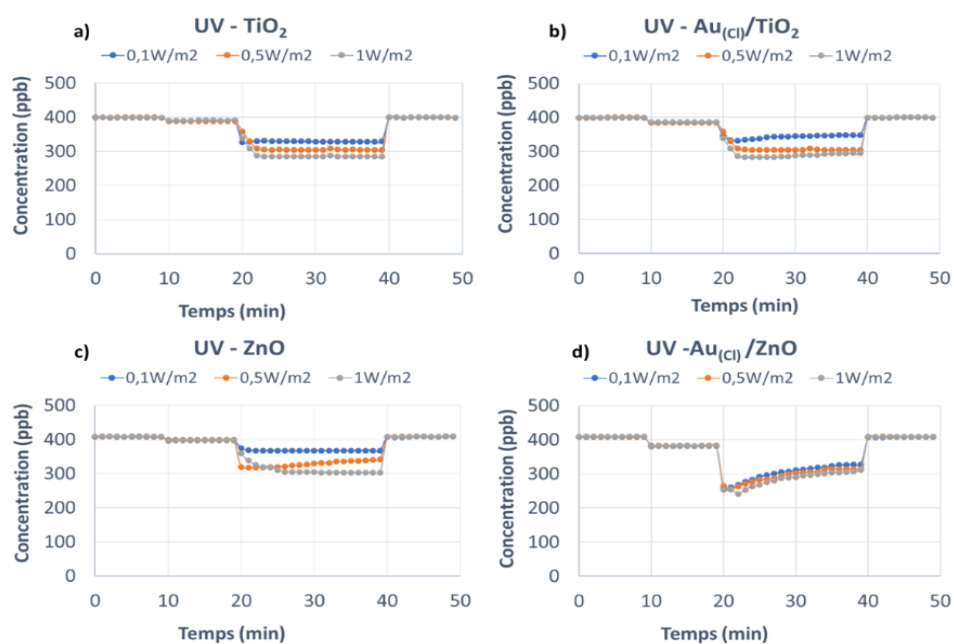 a) UV - TiO₂
0,1W/m2 0,5W/m2 1W/m2
Concentration (ppb)
500
400
300
200
100
0
0 10 20 30 40 50
Temps (min)
b) UV - Au(Cl)/TiO₂
0,1W/m2 0,5W/m2 1W/m2
Concentration (ppb)
500
400
300
200
100
0
0 10 20 30 40 50
Temps (min)
c) UV - ZnO
0,1W/m2 0,5W/m2 1W/m2
Concentration (ppb)
500
400
300
200
100
0
0 10 20 30 40 50
Temps (min)
d) UV -Au(Cl) /ZnO
0,1W/m2 0,5W/m2 1W/m2
Concentration (ppb)
500
400
300
200
100
0
0 10 20 30 40 50
Temps (min)